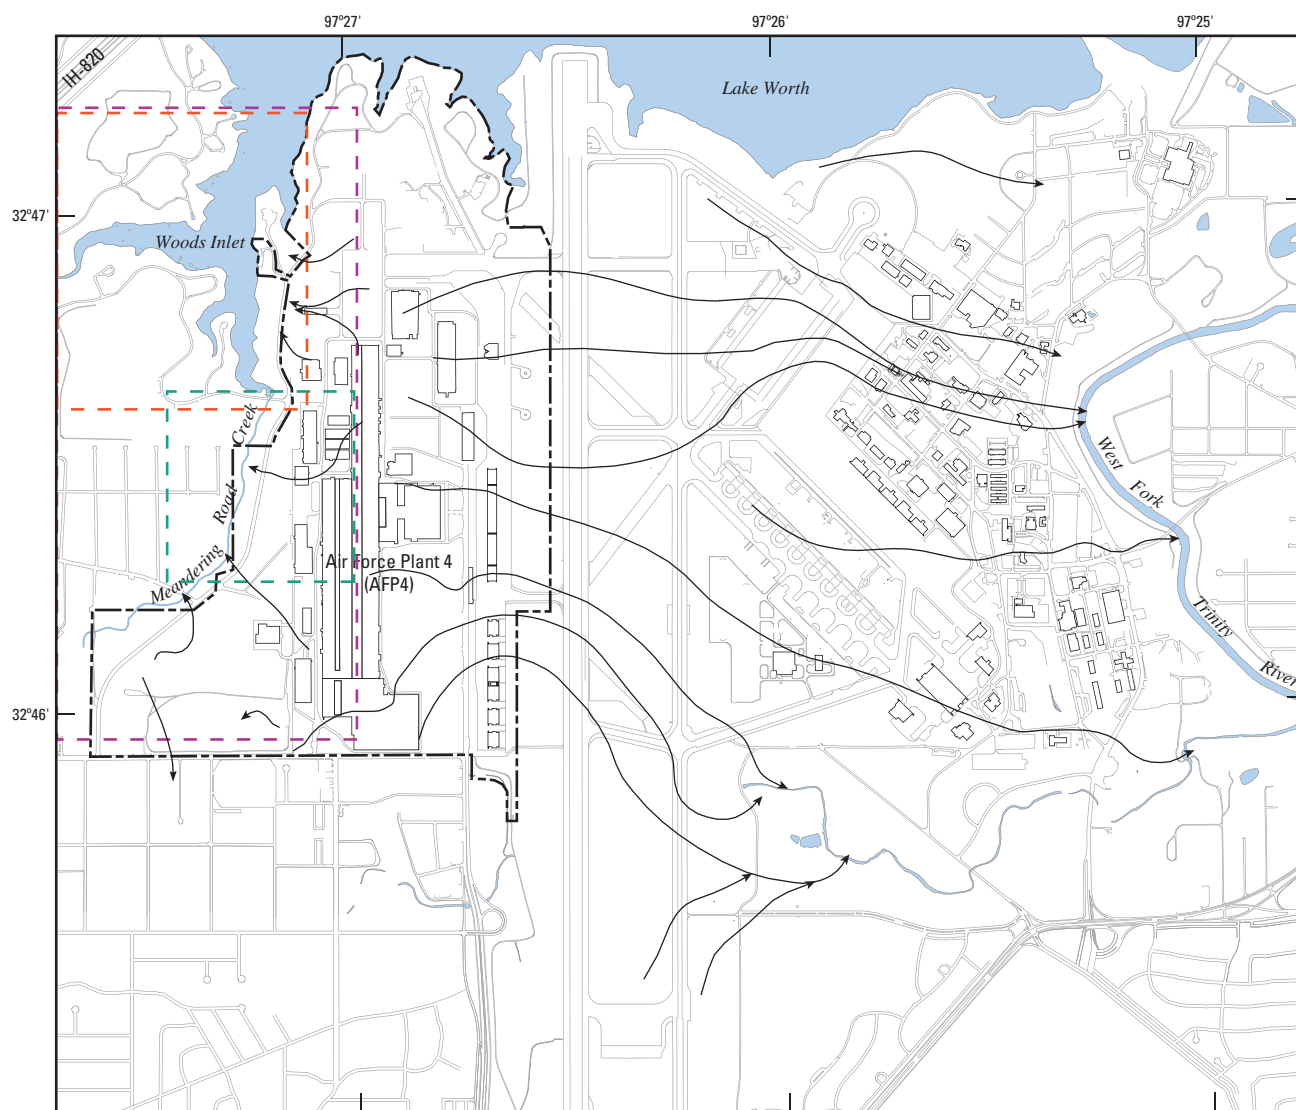 97°27'
97°26'
97°25'
IH-820
Lake Worth
32°47'
Woods Inlet
Meandering Road Creek
West Fork Trinity River
Air Force Plant 4
(AFP4)
32°46'